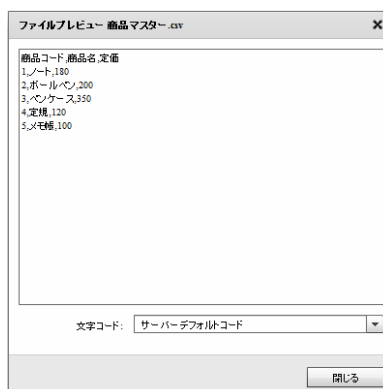 ファイルプレビュー 商品マスター.csv
商品コード,商品名,定価
1,ノート,180
2,ボールペン,200
3,ペンケース,350
4,定規,120
5,メモ帳,100
文字コード: サーバーデフォルトコード
閉じる